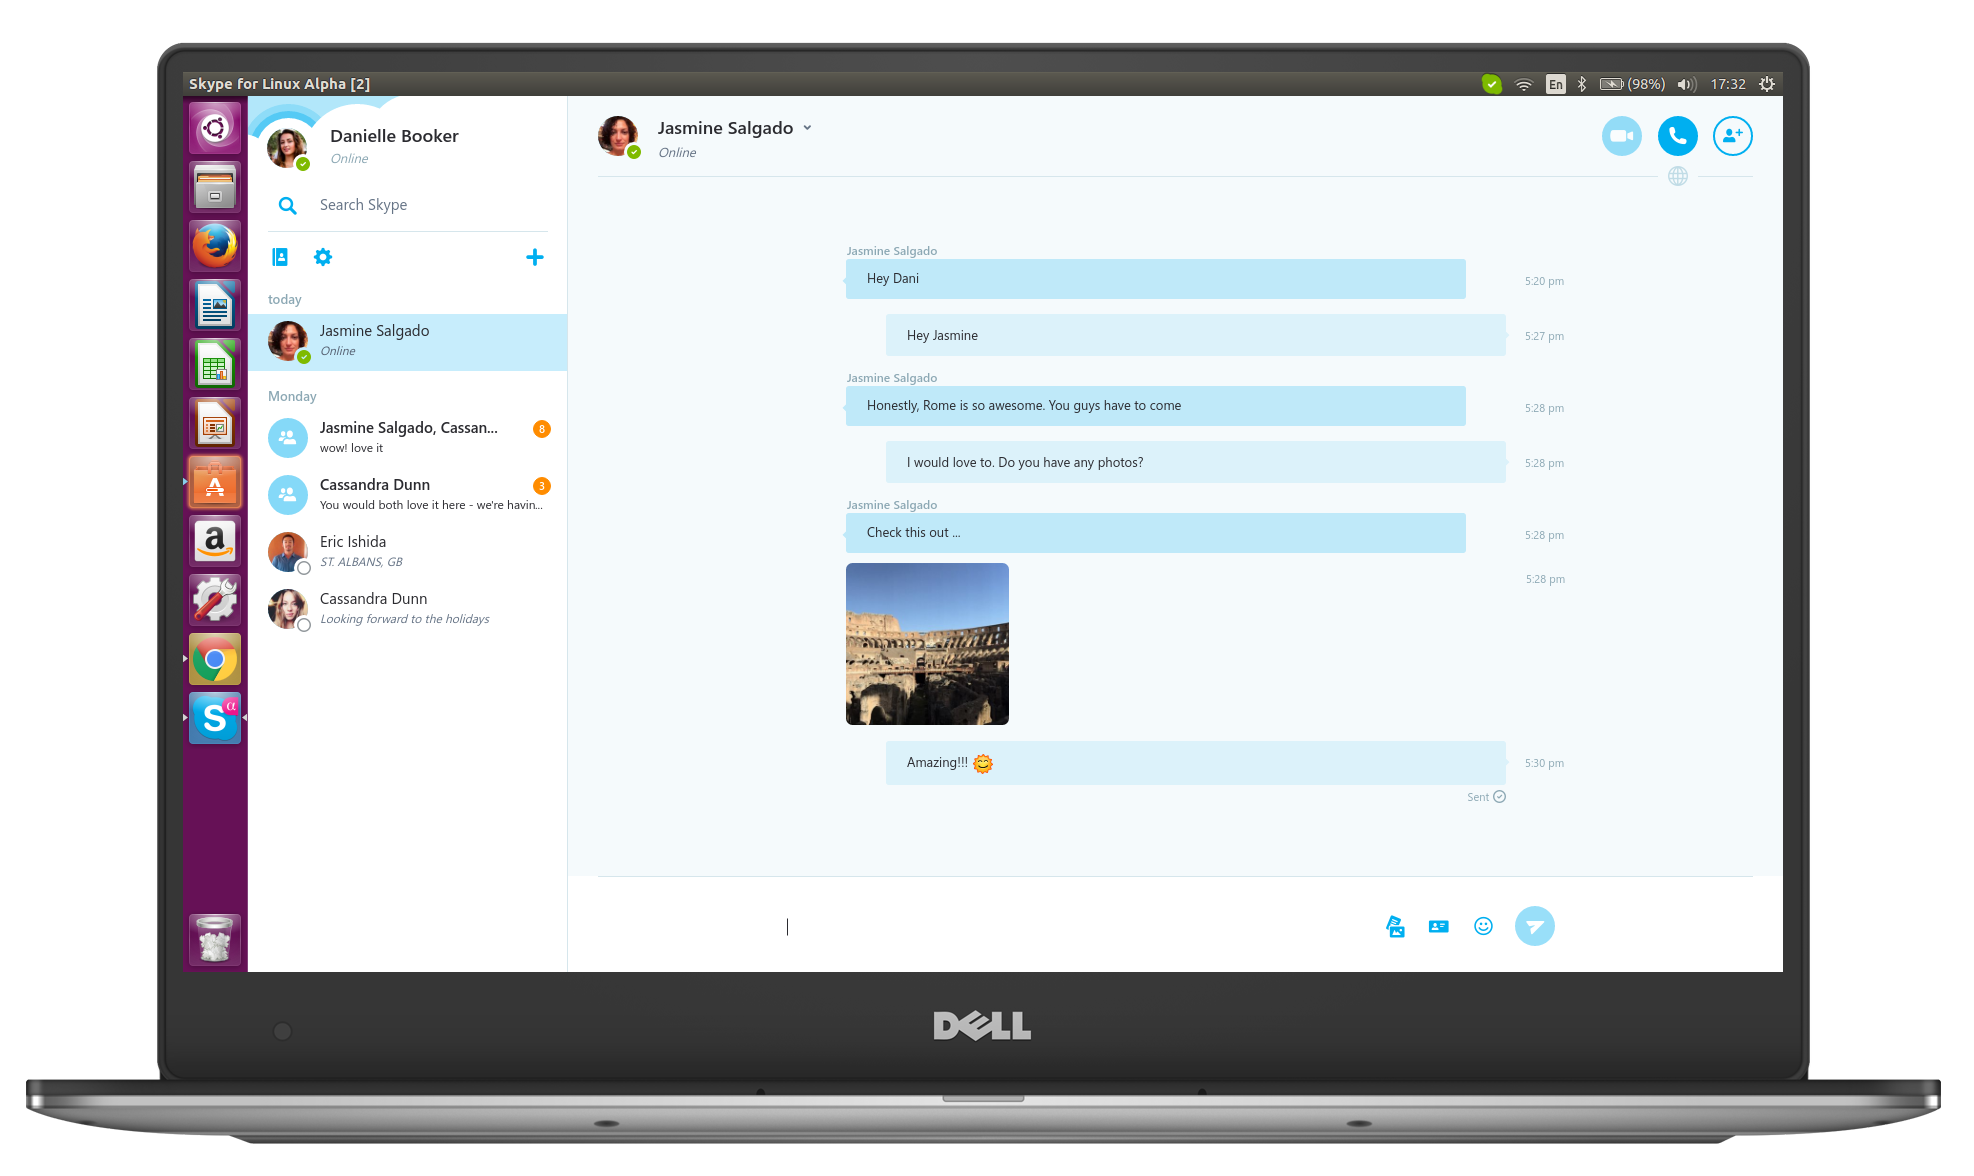 Skype for Linux Alpha [2]
En
(98%)
17:32
Danielle Booker
Online
Search Skype
today
Jasmine Salgado
Online
Monday
Jasmine Salgado, Cassan...
8
wow! love it
Cassandra Dunn
3
You would both love it here - we're havin...
Eric Ishida
ST. ALBANS, GB
Cassandra Dunn
Looking forward to the holidays
Jasmine Salgado
Online
Jasmine Salgado
Hey Dani
5:20 pm
Hey Jasmine
5:27 pm
Jasmine Salgado
Honestly, Rome is so awesome. You guys have to come
5:28 pm
I would love to. Do you have any photos?
5:28 pm
Jasmine Salgado
Check this out ...
5:28 pm
5:28 pm
Amazing!!!
5:30 pm
Sent
A
a
S
α
DELL